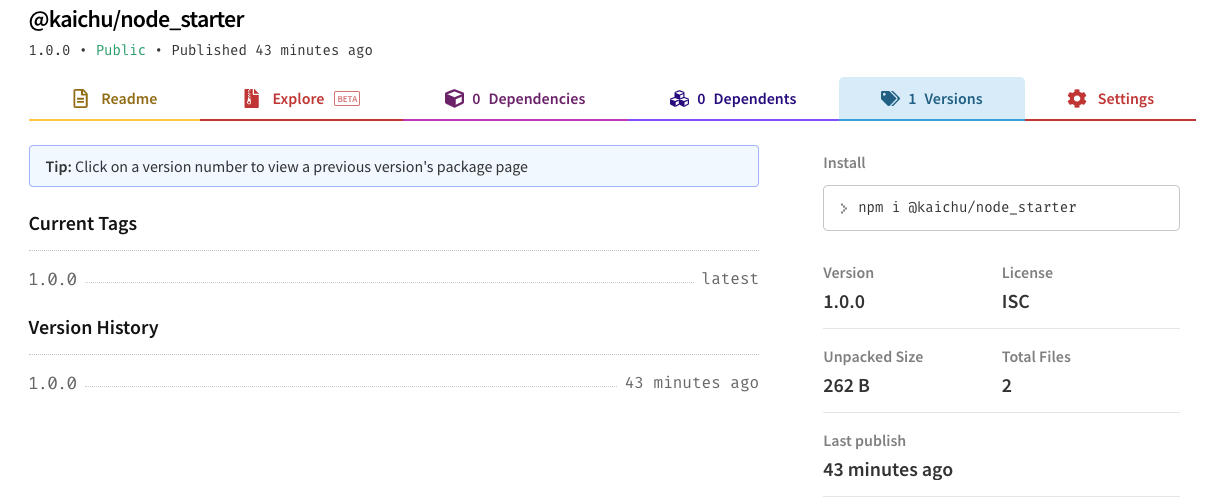 @kaichu/node_starter
1.0.0 • Public • Published 43 minutes ago
Readme
Explore BETA
0 Dependencies
0 Dependents
1 Versions
Settings
Tip: Click on a version number to view a previous version's package page
Current Tags
1.0.0 latest
Version History
1.0.0 43 minutes ago
Install
> npm i @kaichu/node_starter
Version License
1.0.0 ISC
Unpacked Size Total Files
262 B 2
Last publish
43 minutes ago